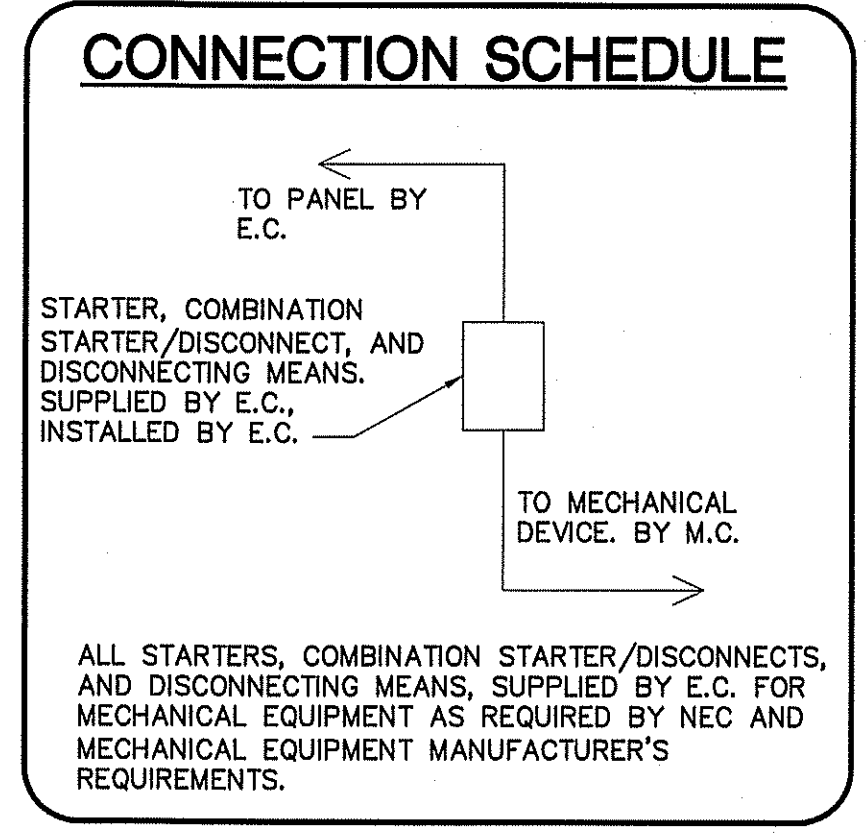 CONNECTION SCHEDULE
TO PANEL BY
E.C.
STARTER, COMBINATION
STARTER/DISCONNECT, AND
DISCONNECTING MEANS.
SUPPLIED BY E.C.,
INSTALLED BY E.C.
TO MECHANICAL
DEVICE. BY M.C.
ALL STARTERS, COMBINATION STARTER/DISCONNECTS,
AND DISCONNECTING MEANS, SUPPLIED BY E.C. FOR
MECHANICAL EQUIPMENT AS REQUIRED BY NEC AND
MECHANICAL EQUIPMENT MANUFACTURER'S
REQUIREMENTS.